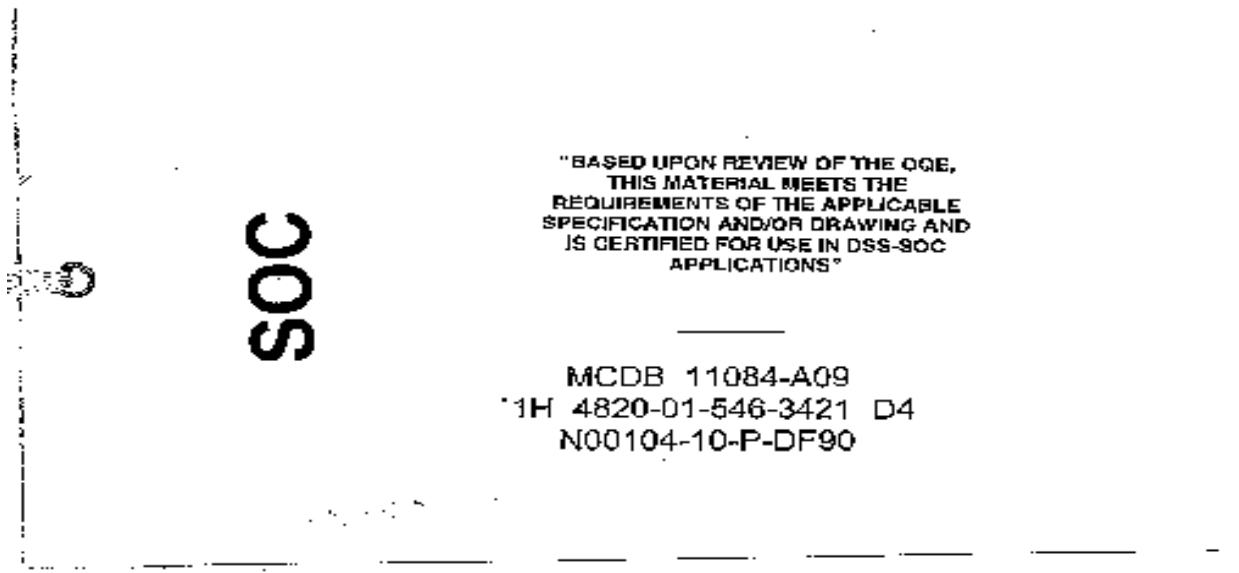 SOC
"BASED UPON REVIEW OF THE OQE,
THIS MATERIAL MEETS THE
REQUIREMENTS OF THE APPLICABLE
SPECIFICATION AND/OR DRAWING AND
IS CERTIFIED FOR USE IN DSS-SOC
APPLICATIONS"
MCDB 11084-A09
1H 4820-01-546-3421 D4
N00104-10-P-DF90